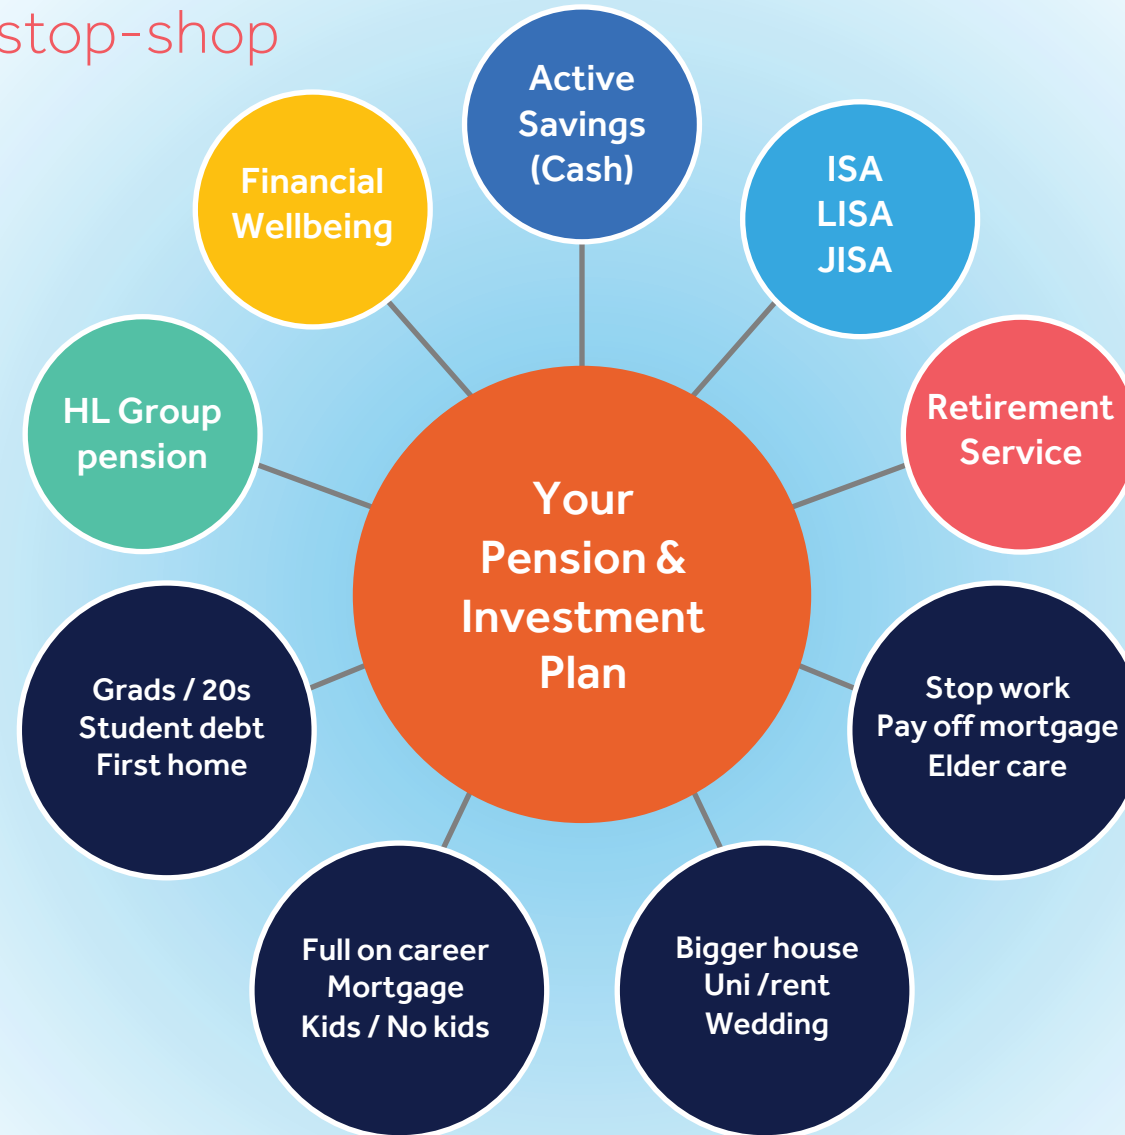 stop-shop
Active
Savings
(Cash)
Financial
Wellbeing
ISA
LISA
JISA
HL Group
pension
Retirement
Service
Your
Pension &
Investment
Plan
Grads / 20s
Student debt
First home
Stop work
Pay off mortgage
Elder care
Full on career
Mortgage
Kids / No kids
Bigger house
Uni /rent
Wedding